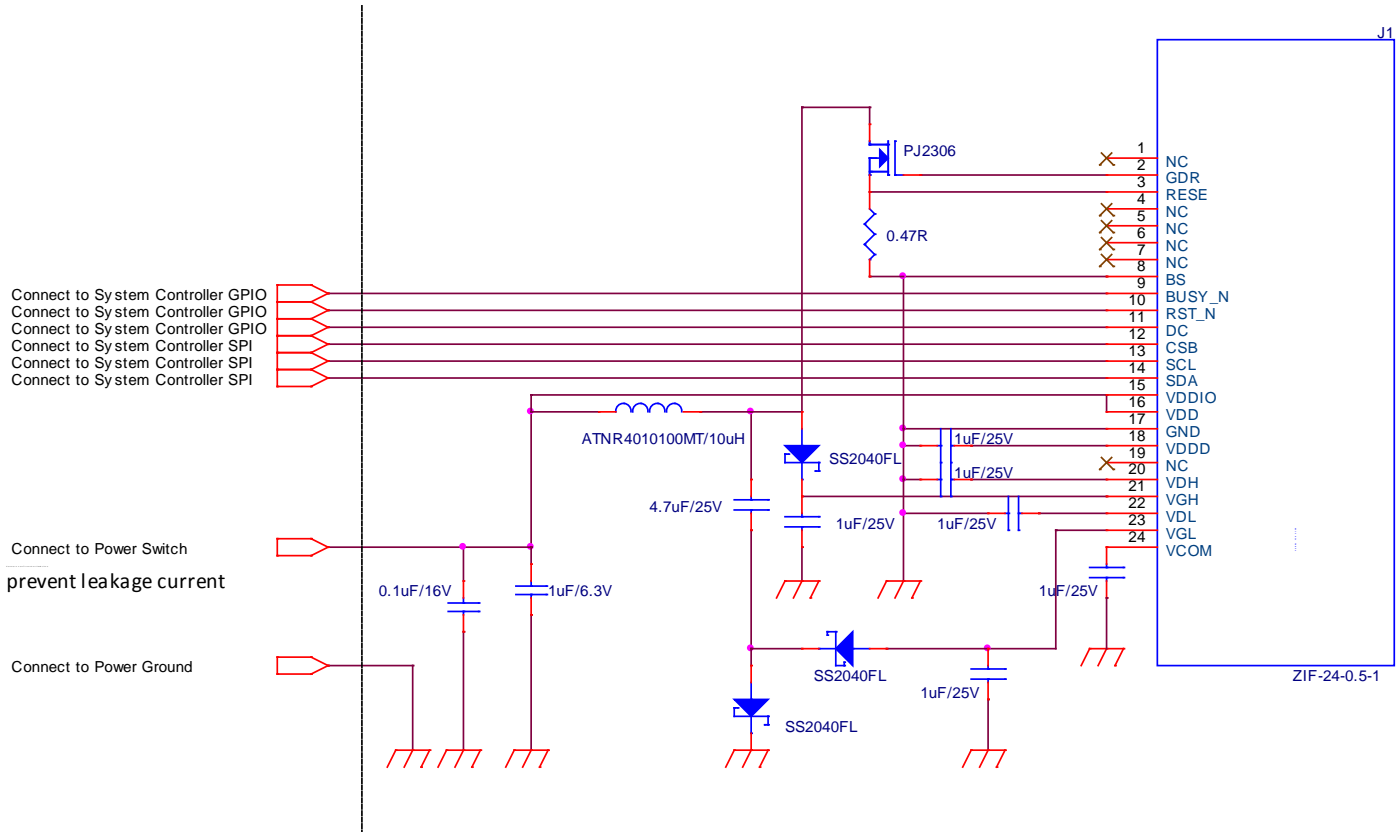 J1
PJ2306
0.47R
1
NC
2
GDR
3
RESE
4
NC
5
NC
6
NC
7
NC
8
BS
9
BUSY_N
10
RST_N
11
DC
12
CSB
13
SCL
14
SDA
15
VDDIO
16
VDD
17
GND
18
VDDD
19
NC
20
VDH
21
VGH
22
VDL
23
VGL
24
VCOM
Connect to System Controller GPIO
Connect to System Controller GPIO
Connect to System Controller GPIO
Connect to System Controller SPI
Connect to System Controller SPI
Connect to System Controller SPI
ATNR4010100MT/10uH
SS2040FL
1uF/25V
1uF/25V
4.7uF/25V
1uF/25V
1uF/25V
Connect to Power Switch
prevent leakage current
0.1uF/16V
1uF/6.3V
1uF/25V
Connect to Power Ground
SS2040FL
1uF/25V
SS2040FL
ZIF-24-0.5-1